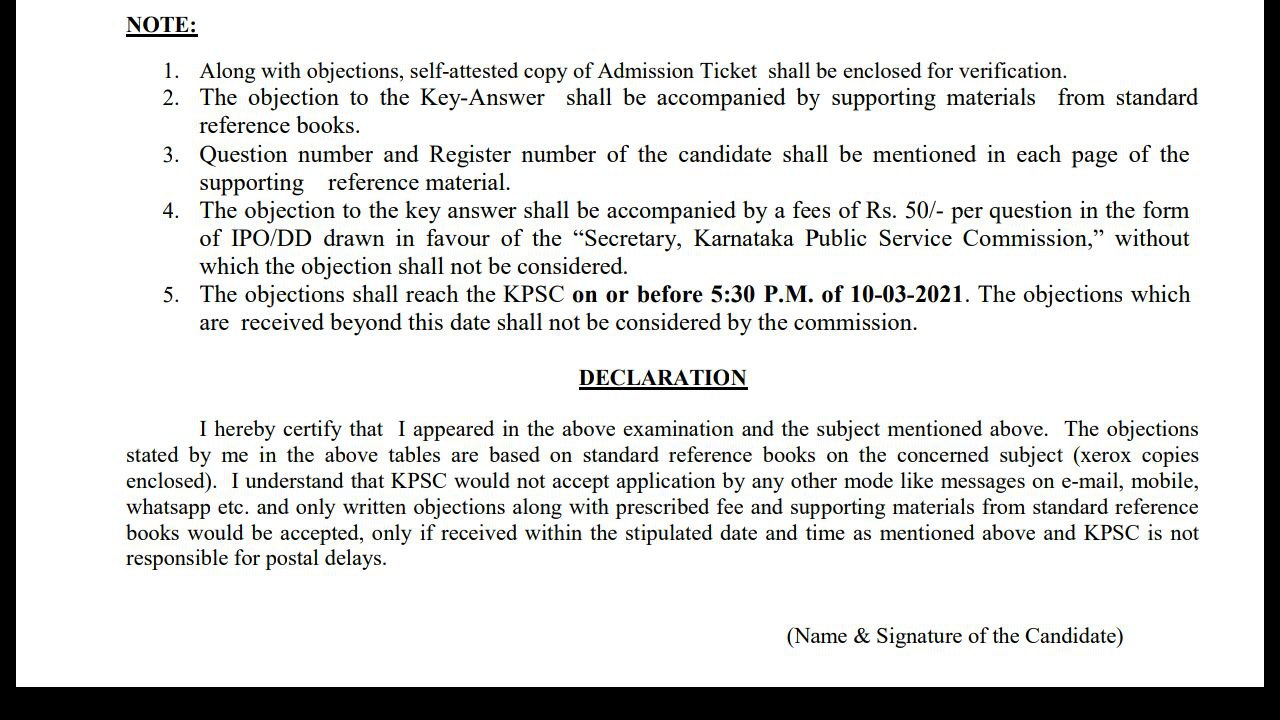 NOTE:
1. Along with objections, self-attested copy of Admission Ticket shall be enclosed for verification.
2. The objection to the Key-Answer shall be accompanied by supporting materials from standard
reference books.
3. Question number and Register number of the candidate shall be mentioned in each page of the
supporting reference material.
4. The objection to the key answer shall be accompanied by a fees of Rs. 50/- per question in the form
of IPO/DD drawn in favour of the “Secretary, Karnataka Public Service Commission,” without
which the objection shall not be considered.
5. The objections shall reach the KPSC on or before 5:30 P.M. of 10-03-2021. The objections which
are received beyond this date shall not be considered by the commission.
DECLARATION
I hereby certify that I appeared in the above examination and the subject mentioned above. The objections
stated by me in the above tables are based on standard reference books on the concerned subject (xerox copies
enclosed). I understand that KPSC would not accept application by any other mode like messages on e-mail, mobile,
whatsapp etc. and only written objections along with prescribed fee and supporting materials from standard reference
books would be accepted, only if received within the stipulated date and time as mentioned above and KPSC is not
responsible for postal delays.
(Name & Signature of the Candidate)